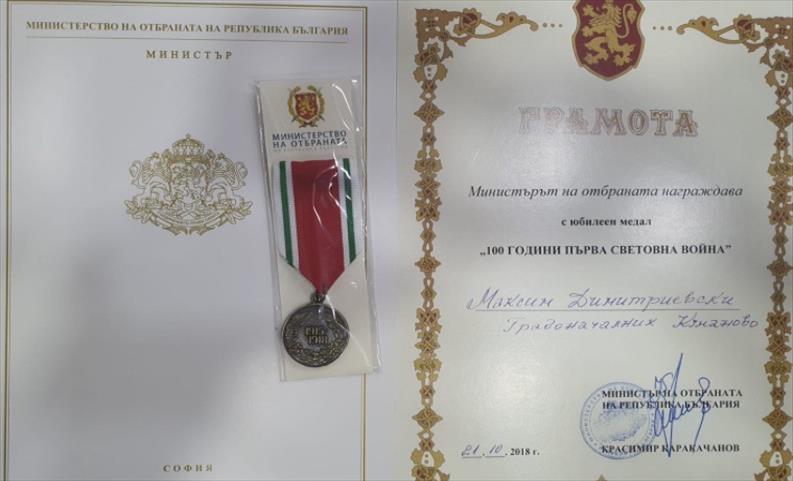 МИНИСТЕРСТВО НА ОТБРАНАТА НА РЕПУБЛИКА БЪЛГАРИЯ
МИНИСТЪР
СОФИЯ
МИНИСТЕРСТВО
НА ОТБРАНАТА
1915
1918
ГРАМОТА
Министърът на отбраната награждава
с юбилеен медал
„100 ГОДИНИ ПЪРВА СВЕТОВНА ВОЙНА”
Максим Димитриевски
Градоначалник Куманово
МИНИСТЪР НА ОТБРАНАТА
НА РЕПУБЛИКА БЪЛГАРИЯ
21.10.2018 г.
КРАСИМИР КАРАКАЧАНОВ